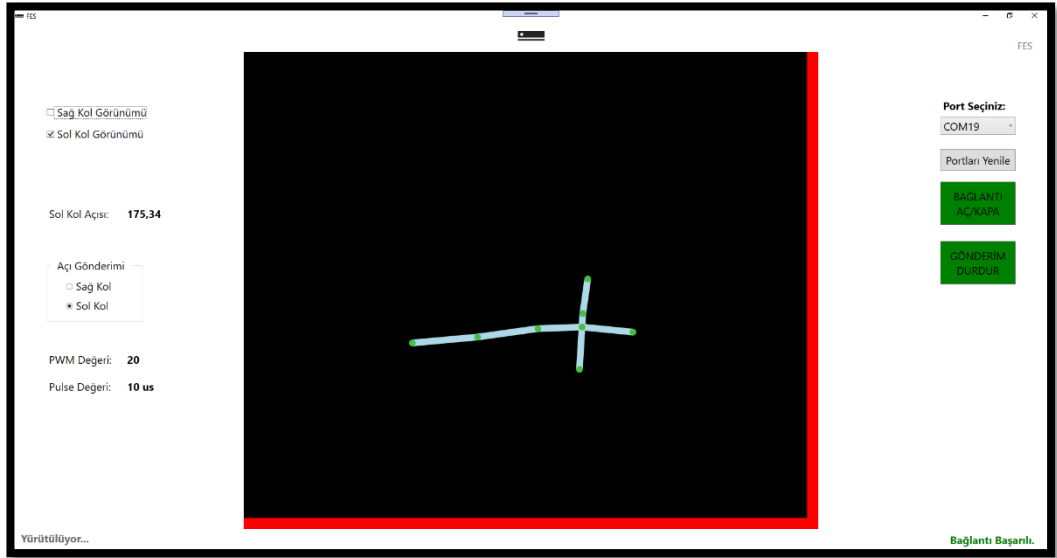 FES
FES
Sağ Kol Görünümü
Sol Kol Görünümü
Sol Kol Açısı: 175,34
Açı Gönderimi
Sağ Kol
Sol Kol
PWM Değeri: 20
Pulse Değeri: 10 us
Yürütülüyor...
Port Seçiniz:
COM19
Portları Yenile
BAĞLANTI
AÇ/KAPA
GÖNDERİM
DURDUR
Bağlantı Başarılı.